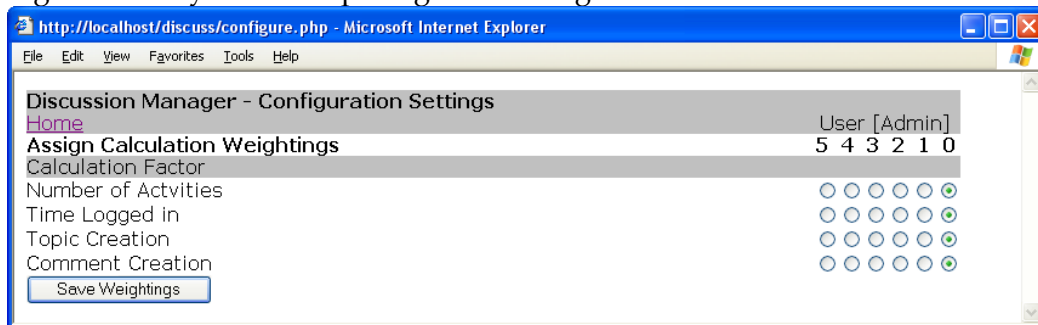 http://localhost/discuss/configure.php - Microsoft Internet Explorer
File Edit View Favorites Tools Help
Discussion Manager - Configuration Settings
Home User [Admin]
Assign Calculation Weightings 5 4 3 2 1 0
Calculation Factor
Number of Actvities
Time Logged in
Topic Creation
Comment Creation
Save Weightings